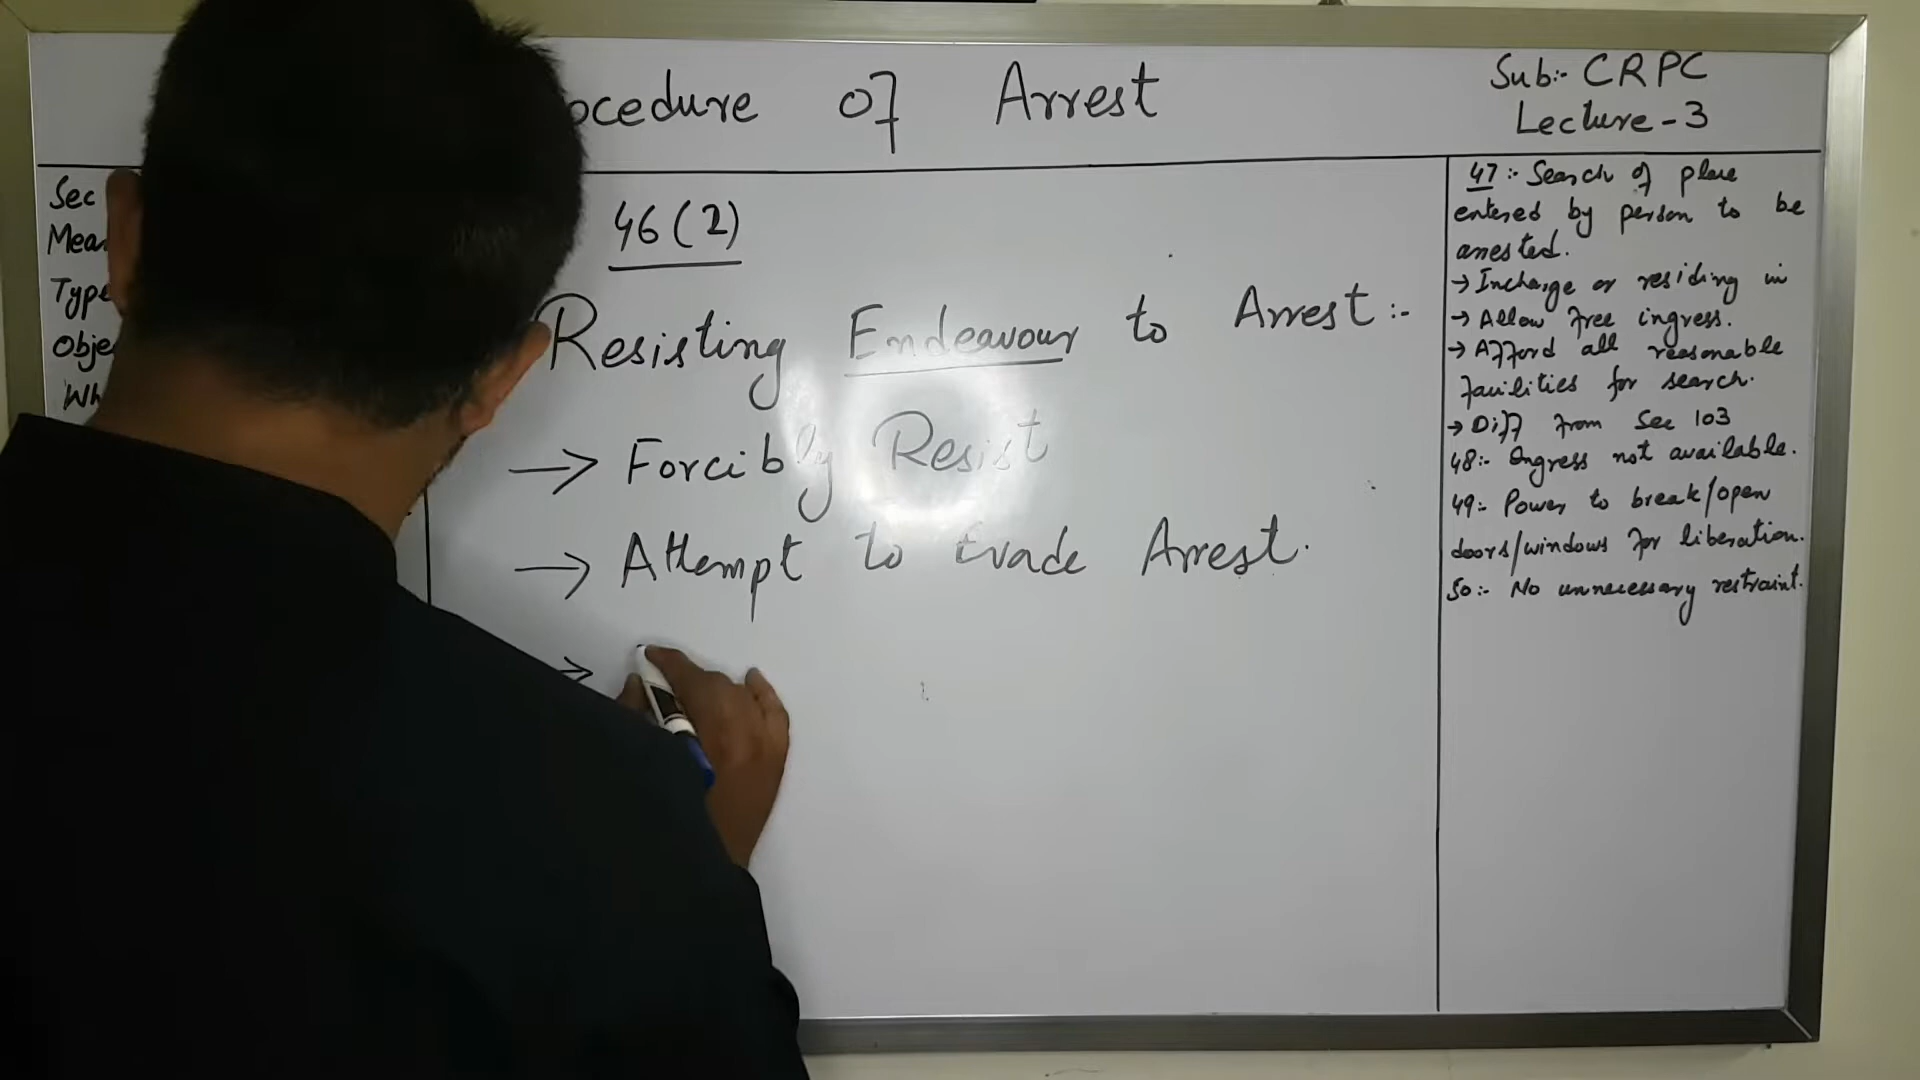 ocedure of Arrest
Sub:- CRPC
Lecture - 3
Sec
Mea
Type
Obje
Wh
46(2)
Resisting Endeavour to Arrest :-
→ Forcibly Resist
→ Attempt to Evade Arrest.
→
47 :- Search of place
entered by person to be
arrested.
→ Incharge or residing in
→ Allow free ingress.
→ Afford all reasonable
facilities for search.
→ Diff from Sec 103
48:- Ingress not available.
49:- Power to break/open
doors/windows for liberation.
50:- No unnecessary restraint.